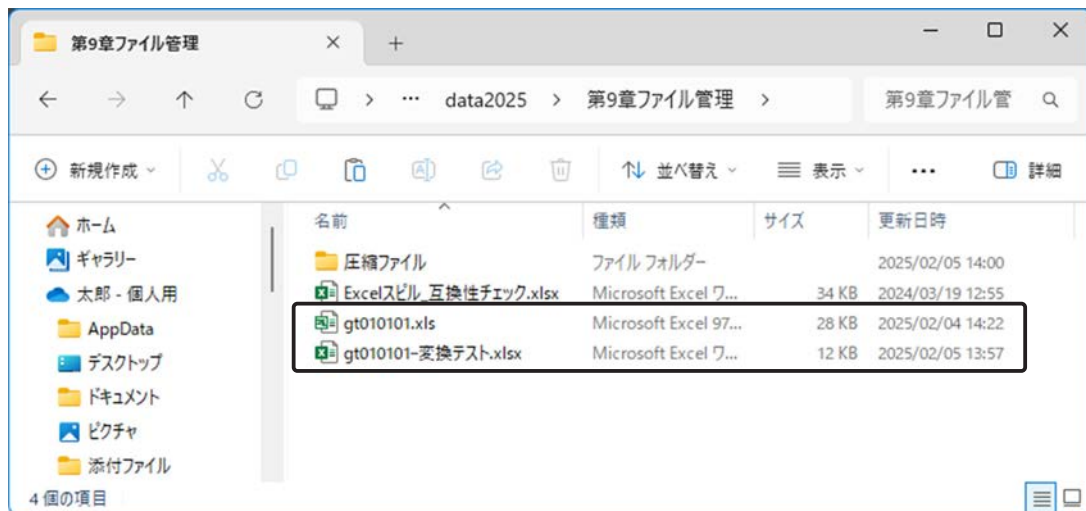 第9章ファイル管理
… data2025 > 第9章ファイル管理 > 第9章ファイル管
新規作成 並べ替え 表示 … 詳細
名前 種類 サイズ 更新日時
ホーム
ギャラリー
太郎 - 個人用
AppData
デスクトップ
ドキュメント
ピクチャ
添付ファイル
圧縮ファイル ファイル フォルダー 2025/02/05 14:00
Excelスピル_互換性チェック.xlsx Microsoft Excel ワ... 34 KB 2024/03/19 12:55
gt010101.xls Microsoft Excel 97... 28 KB 2025/02/04 14:22
gt010101-変換テスト.xlsx Microsoft Excel ワ... 12 KB 2025/02/05 13:57
4 個の項目